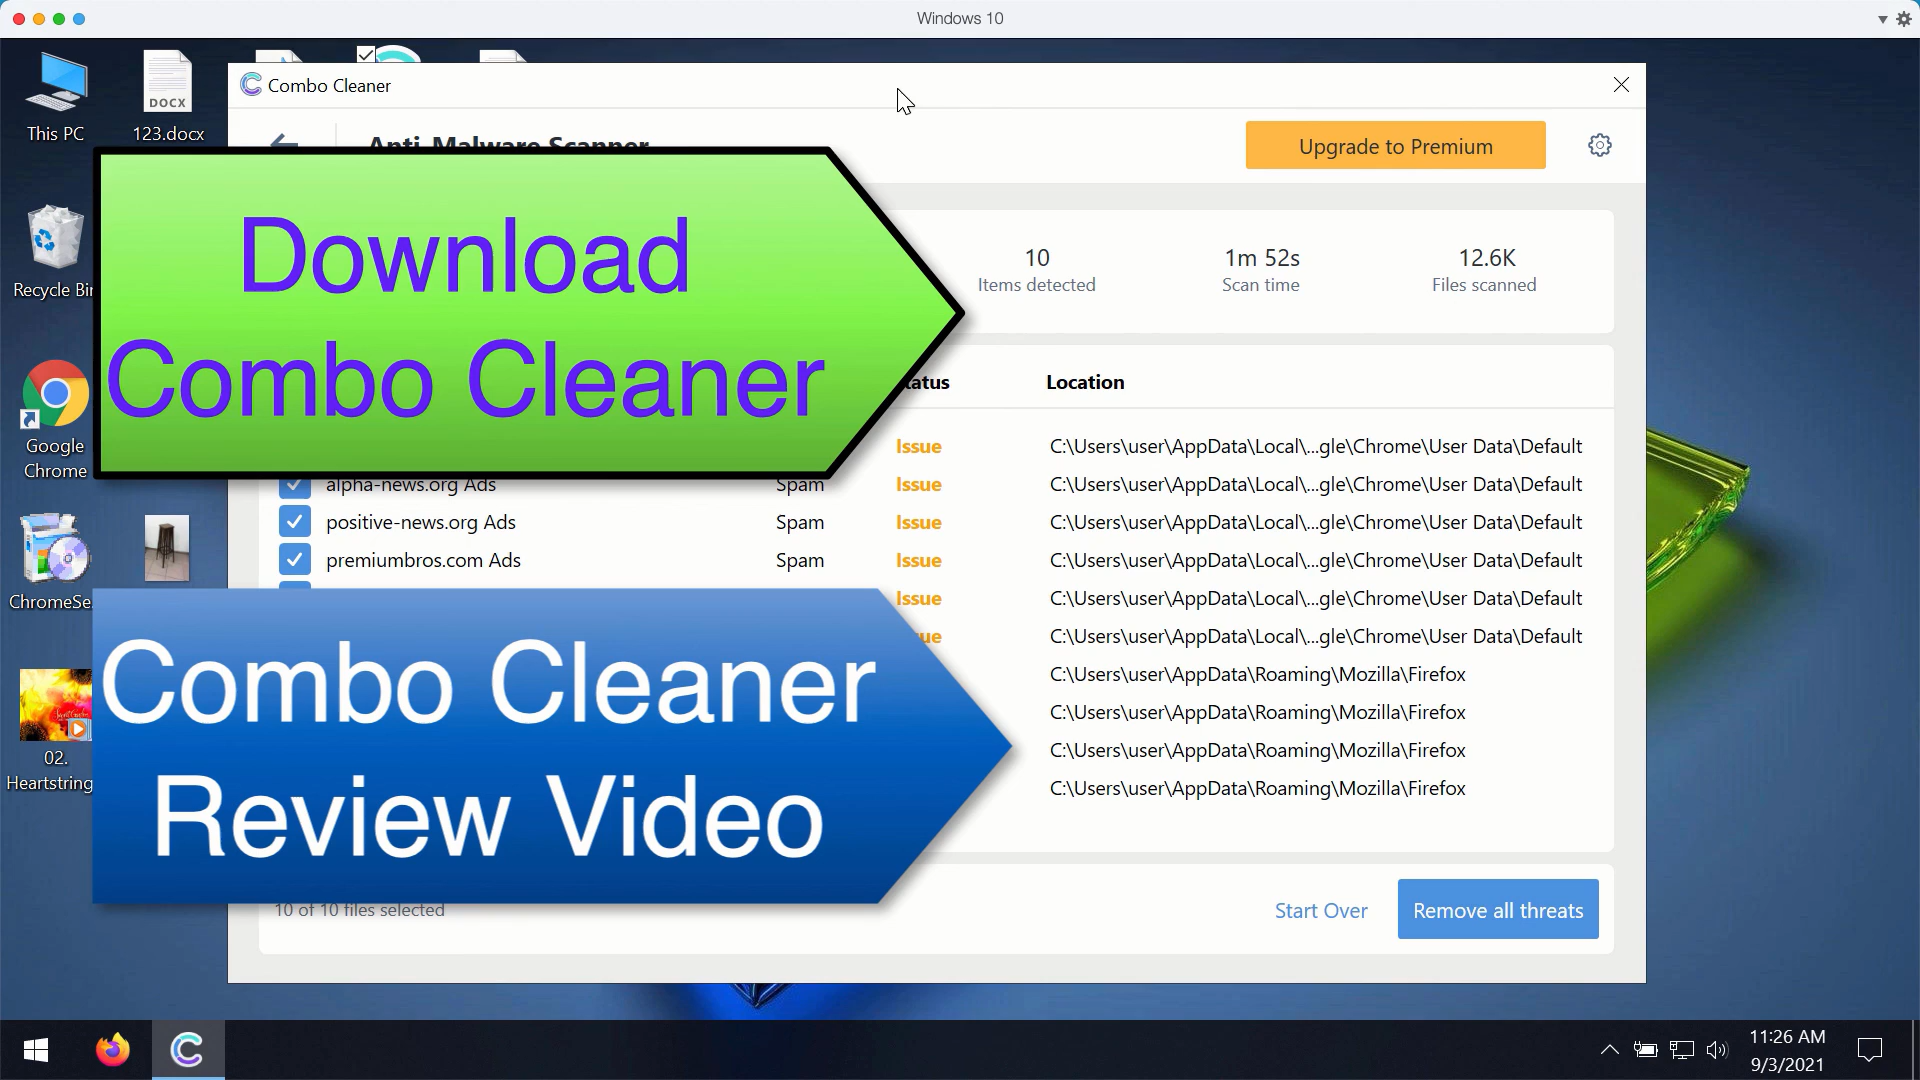 Windows 10
Combo Cleaner
Anti-Malware Scanner
Upgrade to Premium
This PC
DOCX
123.docx
Download
Combo Cleaner
10
Items detected
1m 52s
Scan time
12.6K
Files scanned
Recycle Bin
Location
Google
Chrome
Issue C:\Users\user\AppData\Local\...gle\Chrome\User Data\Default
alpha-news.org Ads Spam Issue C:\Users\user\AppData\Local\...gle\Chrome\User Data\Default
positive-news.org Ads Spam Issue C:\Users\user\AppData\Local\...gle\Chrome\User Data\Default
premiumbros.com Ads Spam Issue C:\Users\user\AppData\Local\...gle\Chrome\User Data\Default
Issue C:\Users\user\AppData\Local\...gle\Chrome\User Data\Default
C:\Users\user\AppData\Local\...gle\Chrome\User Data\Default
C:\Users\user\AppData\Roaming\Mozilla\Firefox
C:\Users\user\AppData\Roaming\Mozilla\Firefox
C:\Users\user\AppData\Roaming\Mozilla\Firefox
C:\Users\user\AppData\Roaming\Mozilla\Firefox
ChromeSe...
02.
Heartstring
Combo Cleaner
Review Video
10 of 10 files selected
Start Over
Remove all threats
11:26 AM
9/3/2021